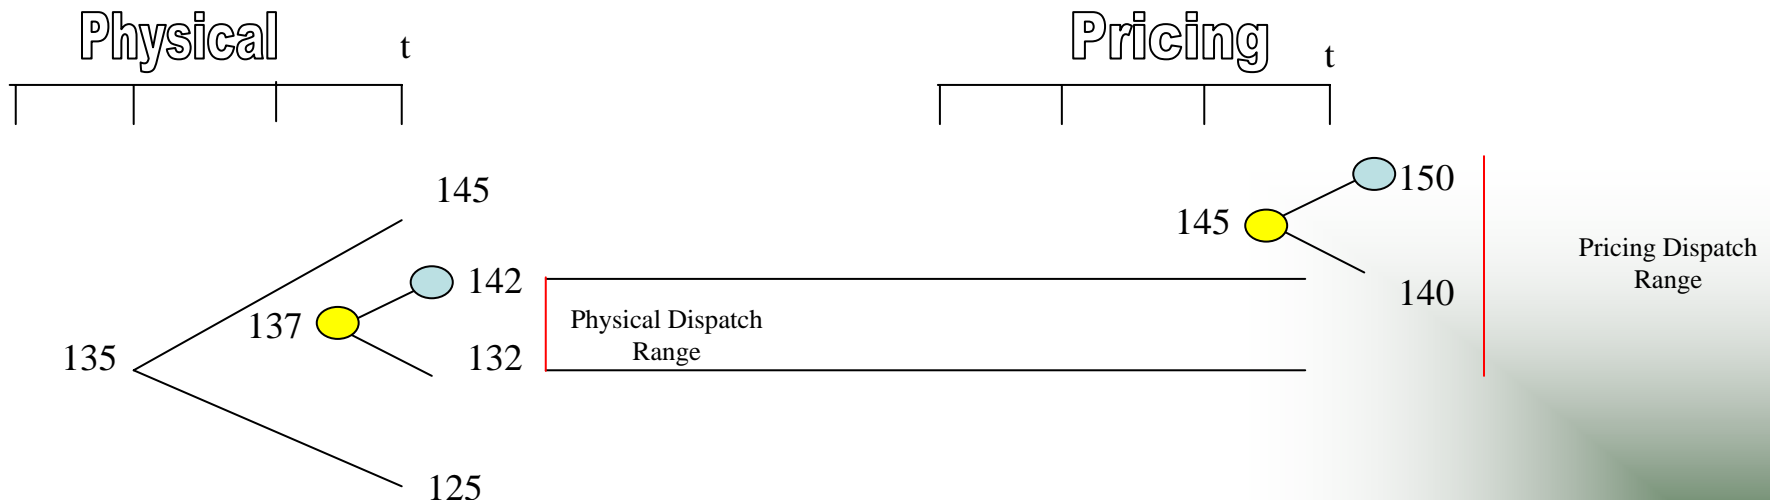 Physical
t
Pricing
t
145
150
145
Pricing Dispatch
Range
142
140
137
Physical Dispatch
Range
135
132
125